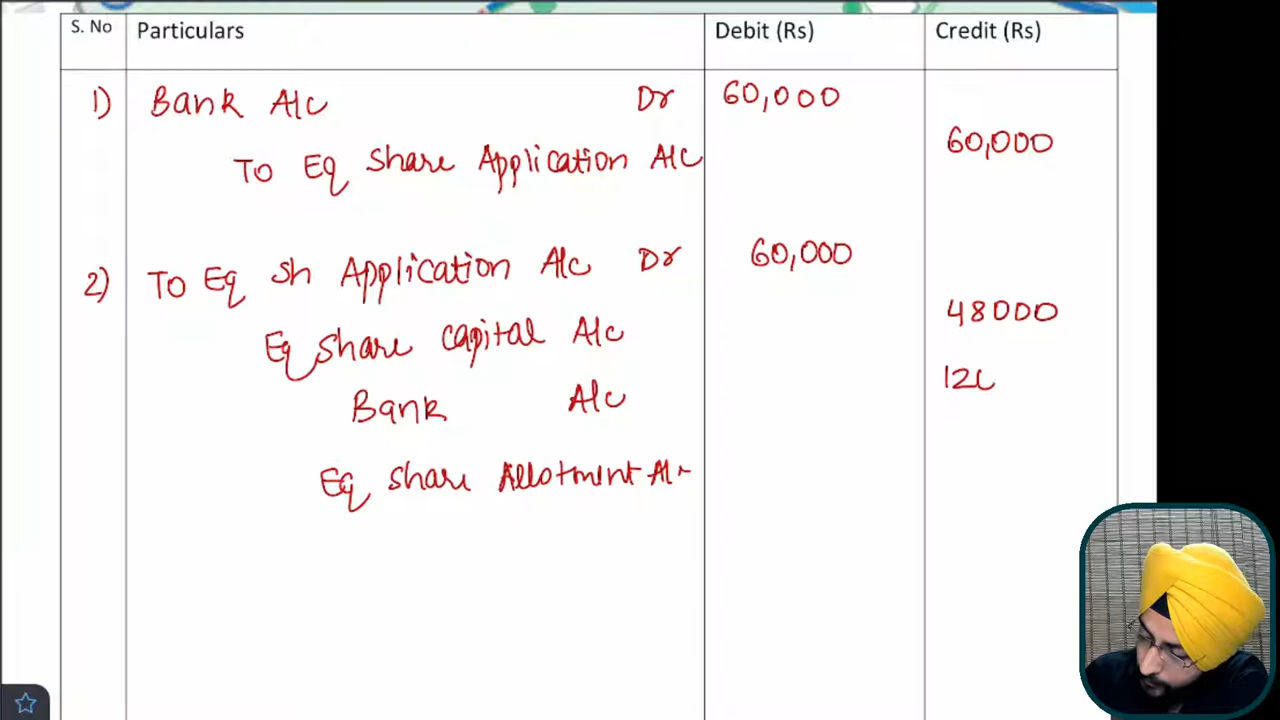 S. No Particulars Debit (Rs) Credit (Rs)
1) Bank A/c Dr 60,000
To Eq Share Application A/c 60,000
2) To Eq Sh Application A/c Dr 60,000
Eq Share Capital A/c 48000
Bank A/c 120
Eq Share Allotment A/c